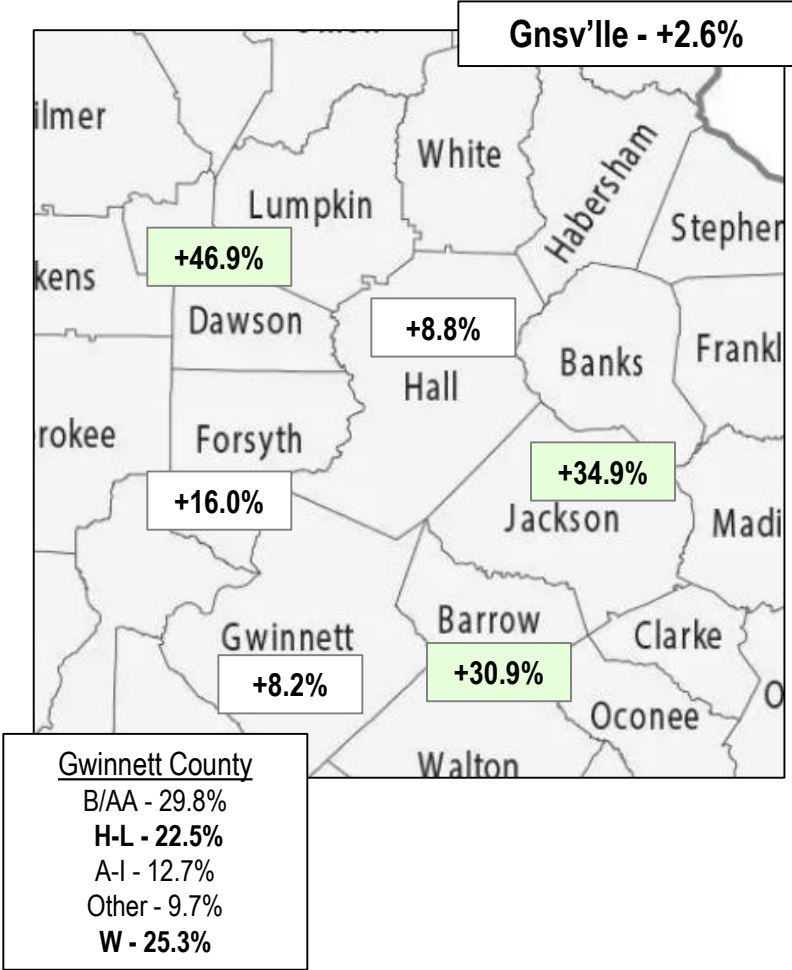 Gnsv'lle - +2.6%
ilmer
White
Habersham
Lumpkin
Stepher
+46.9%
kens
Dawson
+8.8%
Hall
Banks
Frankl
rokee
Forsyth
+34.9%
+16.0%
Jackson
Madi
Barrow
Clarke
Gwinnett
+8.2%
+30.9%
Oconee
O
Walton
Gwinnett County
B/AA - 29.8%
H-L - 22.5%
A-I - 12.7%
Other - 9.7%
W - 25.3%